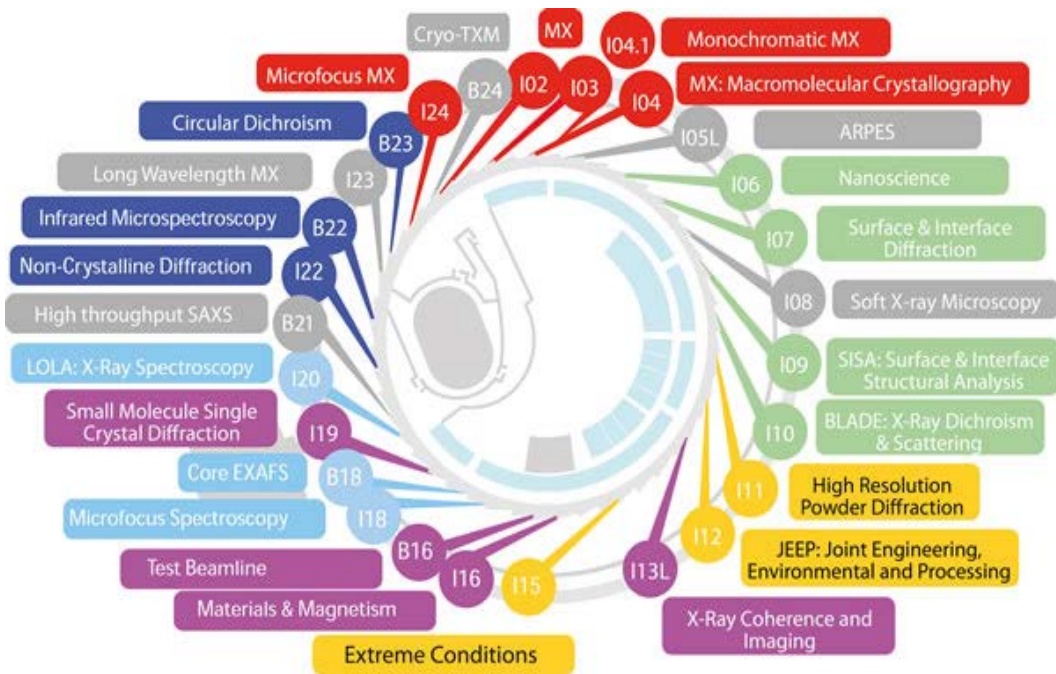 Cryo-TXM
MX
I04.1
Monochromatic MX
Microfocus MX
I24
B24
I02
I03
I04
MX: Macromolecular Crystallography
Circular Dichroism
B23
I05L
ARPES
Long Wavelength MX
I23
I06
Nanoscience
Infrared Microspectroscopy
B22
I07
Surface & Interface
Diffraction
Non-Crystalline Diffraction
I22
I08
Soft X-ray Microscopy
High throughput SAXS
B21
LOLA: X-Ray Spectroscopy
I20
I09
SISA: Surface & Interface
Structural Analysis
Small Molecule Single
Crystal Diffraction
I19
I10
BLADE: X-Ray Dichroism
& Scattering
Core EXAFS
B18
I11
High Resolution
Powder Diffraction
Microfocus Spectroscopy
I18
I12
JEEP: Joint Engineering,
Environmental and Processing
Test Beamline
B16
I16
I15
I13L
Materials & Magnetism
X-Ray Coherence and
Imaging
Extreme Conditions